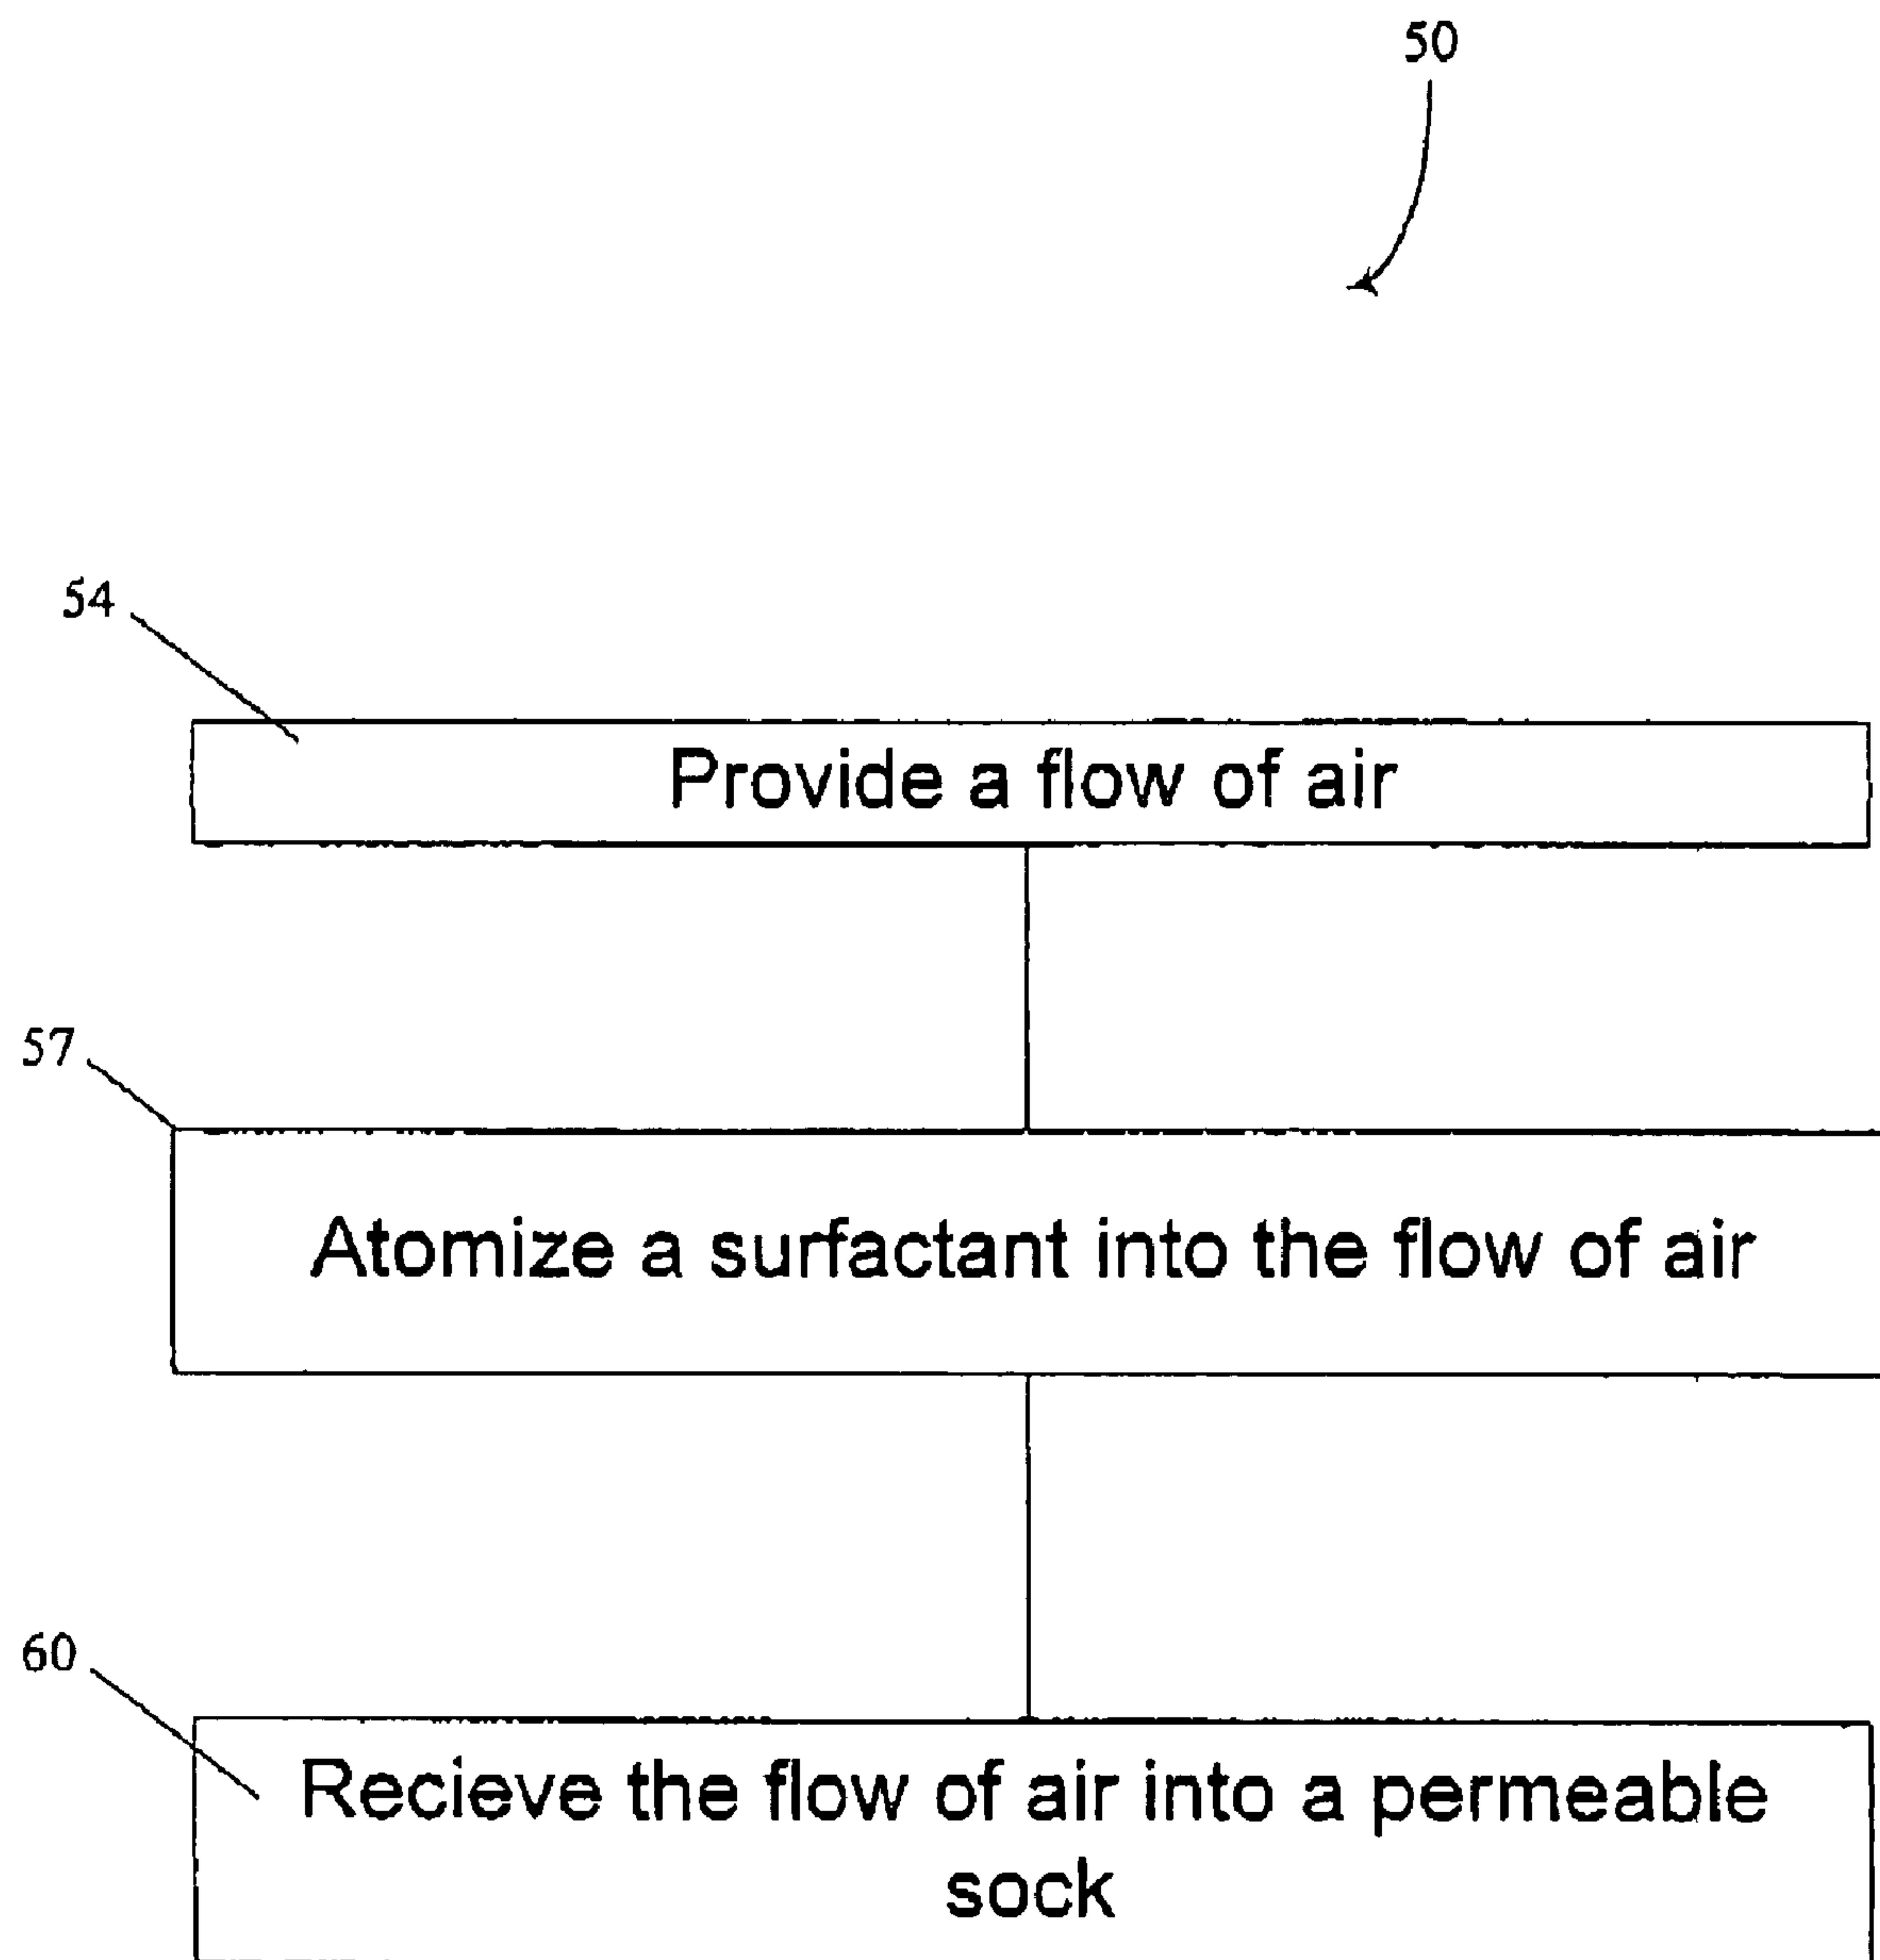 50
54
Provide a flow of air
57
Atomize a surfactant into the flow of air
60
Recieve the flow of air into a permeable
sock